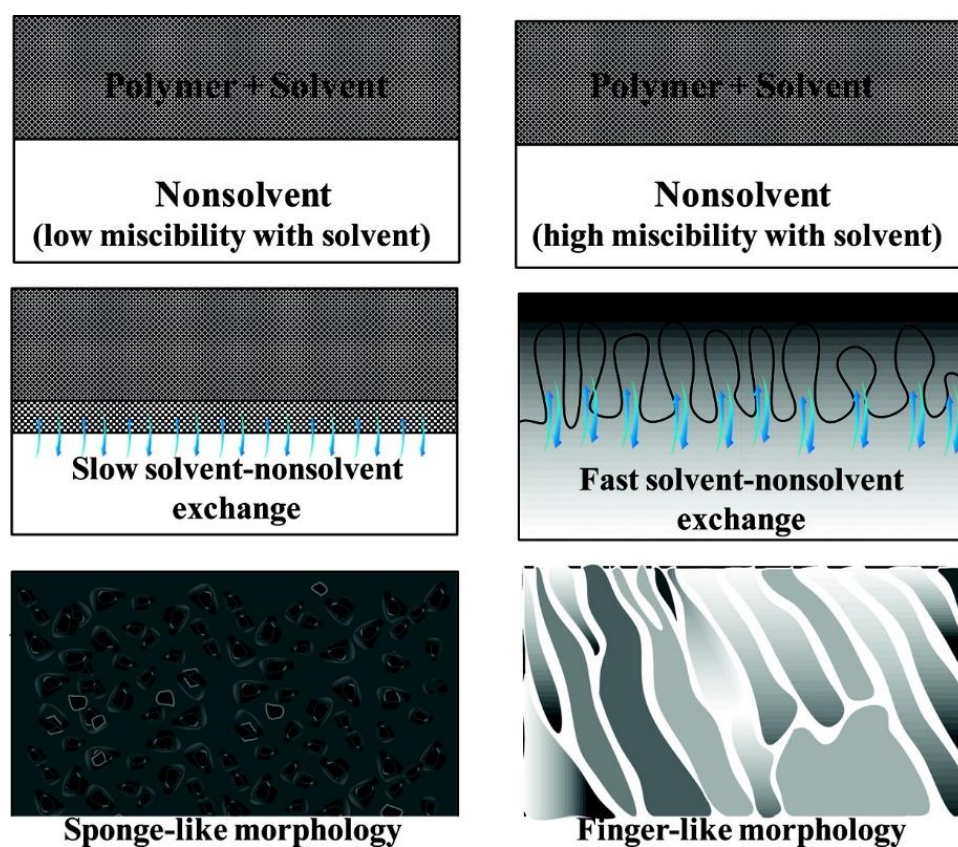 Polymer + Solvent
Nonsolvent
(low miscibility with solvent)
Polymer + Solvent
Nonsolvent
(high miscibility with solvent)
Slow solvent-nonsolvent
exchange
Fast solvent-nonsolvent
exchange
Sponge-like morphology
Finger-like morphology